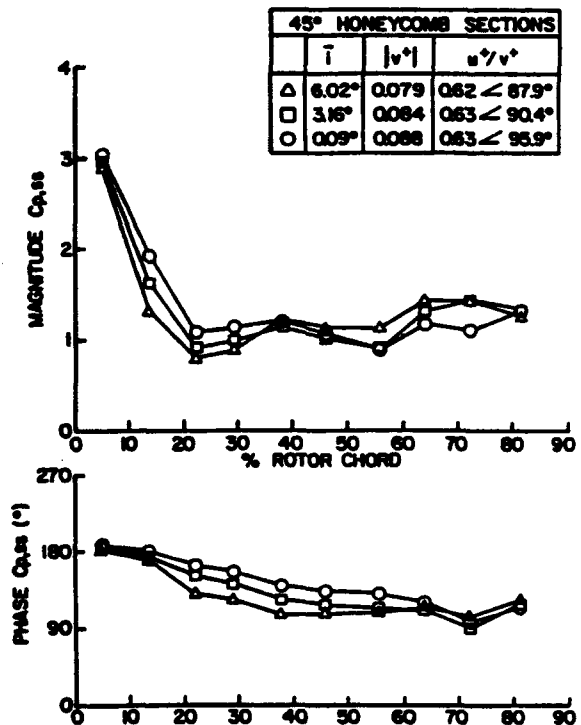 45° HONEYCOMB SECTIONS
ī |v⁺| u⁺/v⁺
△ 6.02° 0.079 0.62 ∠ 87.9°
□ 3.16° 0.084 0.63 ∠ 90.4°
○ 0.09° 0.088 0.63 ∠ 95.9°
MAGNITUDE Cp,ss
4
3
2
1
0
0 10 20 30 40 50 60 70 80 90
% ROTOR CHORD
PHASE Cp,ss (°)
270
180
90
0
0 10 20 30 40 50 60 70 80 90